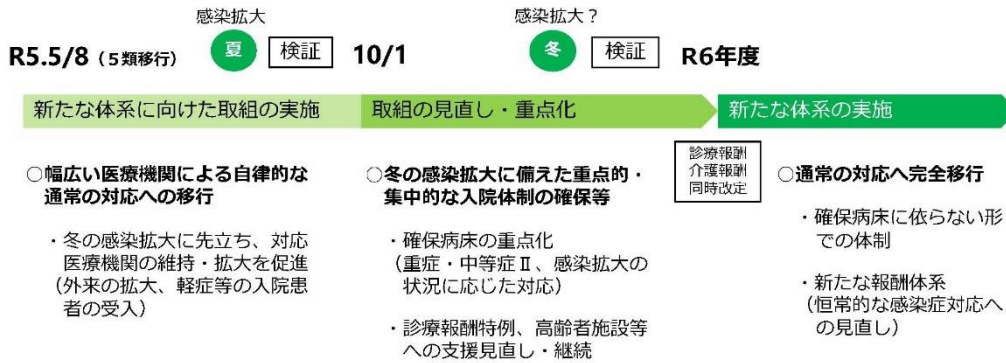 感染拡大
感染拡大？
R5.5/8（５類移行）
夏
検証
10/1
冬
検証
R6年度
新たな体系に向けた取組の実施
取組の見直し・重点化
新たな体系の実施
○幅広い医療機関による自律的な
通常の対応への移行
・冬の感染拡大に先立ち、対応
医療機関の維持・拡大を促進
（外来の拡大、軽症等の入院患
者の受入）
○冬の感染拡大に備えた重点的・
集中的な入院体制の確保等
・確保病床の重点化
（重症・中等症Ⅱ、感染拡大の
状況に応じた対応）
・診療報酬特例、高齢者施設等
への支援見直し・継続
診療報酬
介護報酬
同時改定
○通常の対応へ完全移行
・確保病床に依らない形
での体制
・新たな報酬体系
（恒常的な感染症対応へ
の見直し）